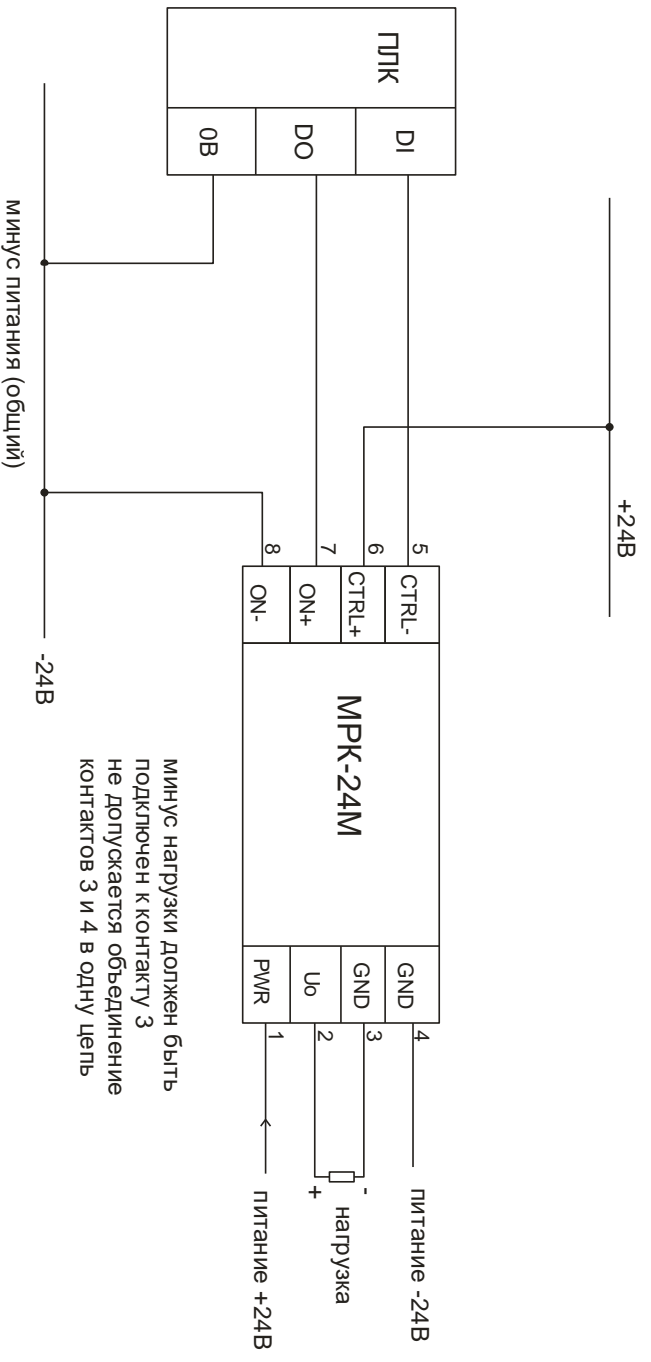 +24В
ПЛК
DI
DO
0В
5
6
7
8
CTRL-
CTRL+
ON+
ON-
МРК-24М
GND
GND
Uo
PWR
4
3
2
1
питание -24В
-
+
нагрузка
питание +24В
минус питания (общий)
-24В
минус нагрузки должен быть
подключен к контакту 3
не допускается объединение
контактов 3 и 4 в одну цепь